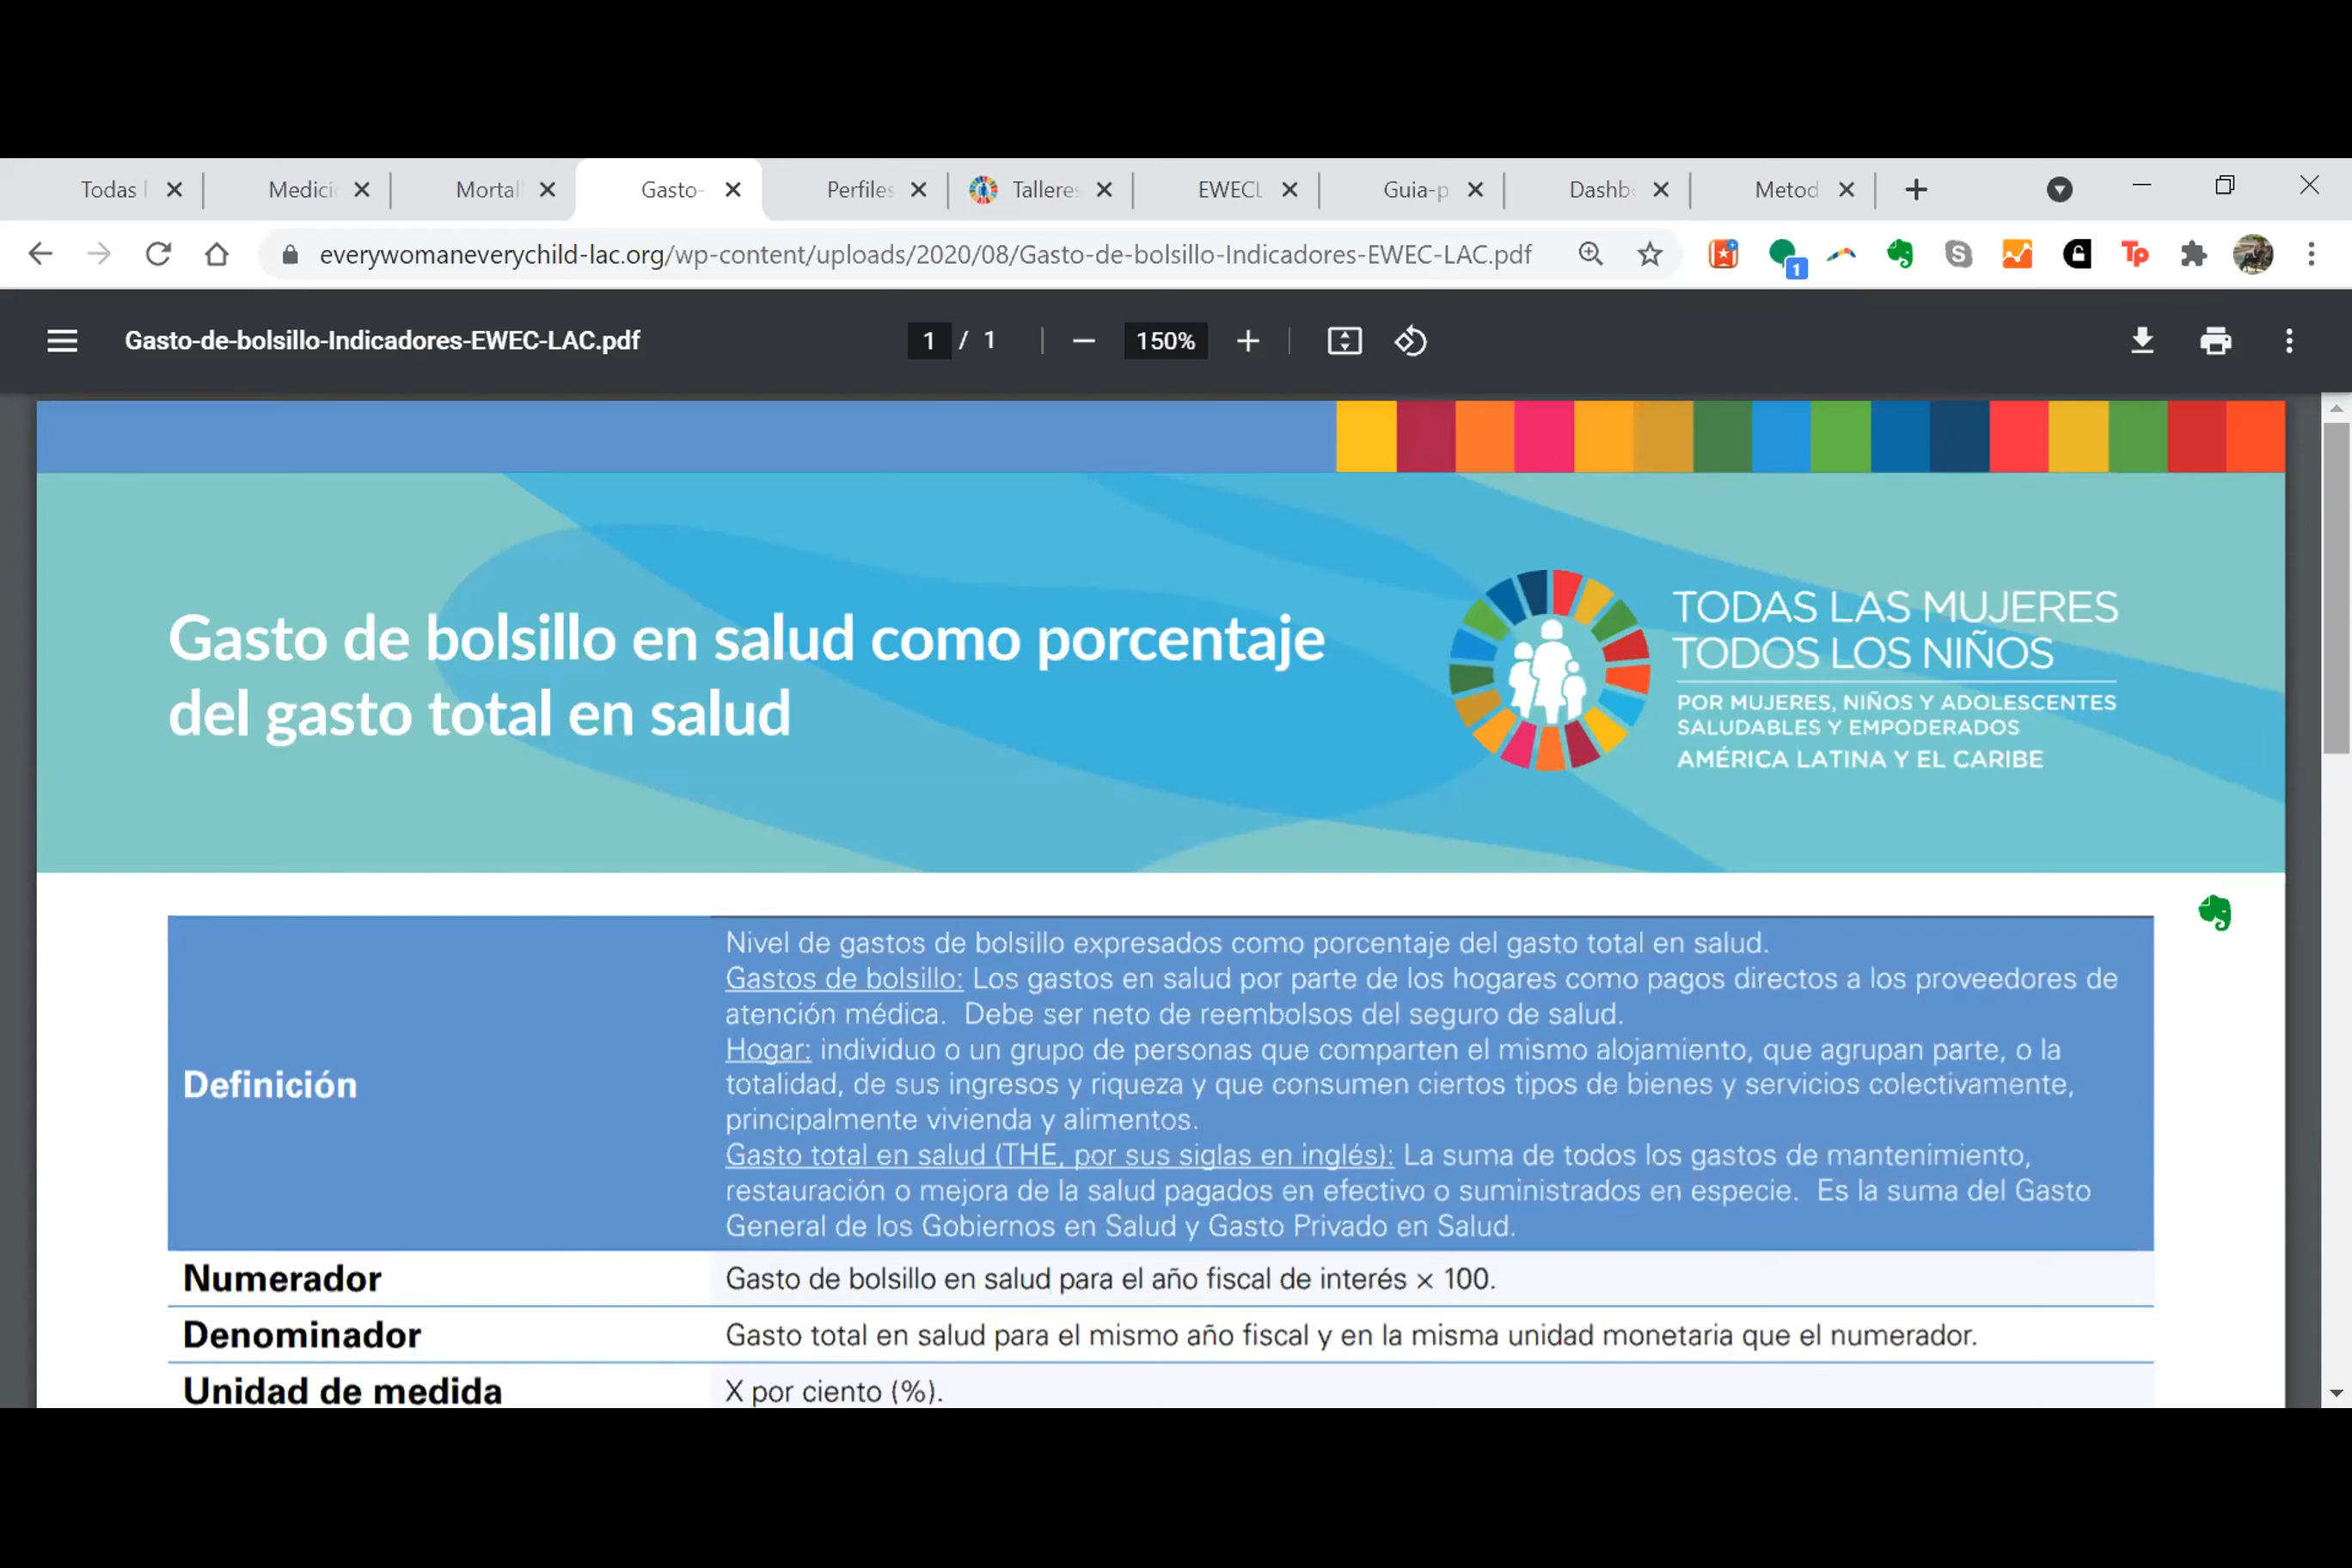 Todas
Medici
Mortal
Gasto-
Perfiles
Talleres
EWECL
Guia-p
Dashb
Metod
everywomaneverychild-lac.org/wp-content/uploads/2020/08/Gasto-de-bolsillo-Indicadores-EWEC-LAC.pdf
1
Tp
Gasto-de-bolsillo-Indicadores-EWEC-LAC.pdf
1 / 1
150%
Gasto de bolsillo en salud como porcentaje
del gasto total en salud
TODAS LAS MUJERES
TODOS LOS NIÑOS
POR MUJERES, NIÑOS Y ADOLESCENTES
SALUDABLES Y EMPODERADOS
AMÉRICA LATINA Y EL CARIBE
Definición
Nivel de gastos de bolsillo expresados como porcentaje del gasto total en salud.
Gastos de bolsillo: Los gastos en salud por parte de los hogares como pagos directos a los proveedores de
atención médica. Debe ser neto de reembolsos del seguro de salud.
Hogar: individuo o un grupo de personas que comparten el mismo alojamiento, que agrupan parte, o la
totalidad, de sus ingresos y riqueza y que consumen ciertos tipos de bienes y servicios colectivamente,
principalmente vivienda y alimentos.
Gasto total en salud (THE, por sus siglas en inglés): La suma de todos los gastos de mantenimiento,
restauración o mejora de la salud pagados en efectivo o suministrados en especie. Es la suma del Gasto
General de los Gobiernos en Salud y Gasto Privado en Salud.
Numerador
Gasto de bolsillo en salud para el año fiscal de interés × 100.
Denominador
Gasto total en salud para el mismo año fiscal y en la misma unidad monetaria que el numerador.
Unidad de medida
X por ciento (%).